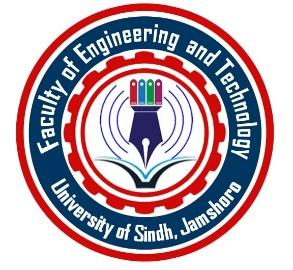 Faculty of Engineering and Technology
University of Sindh, Jamshoro